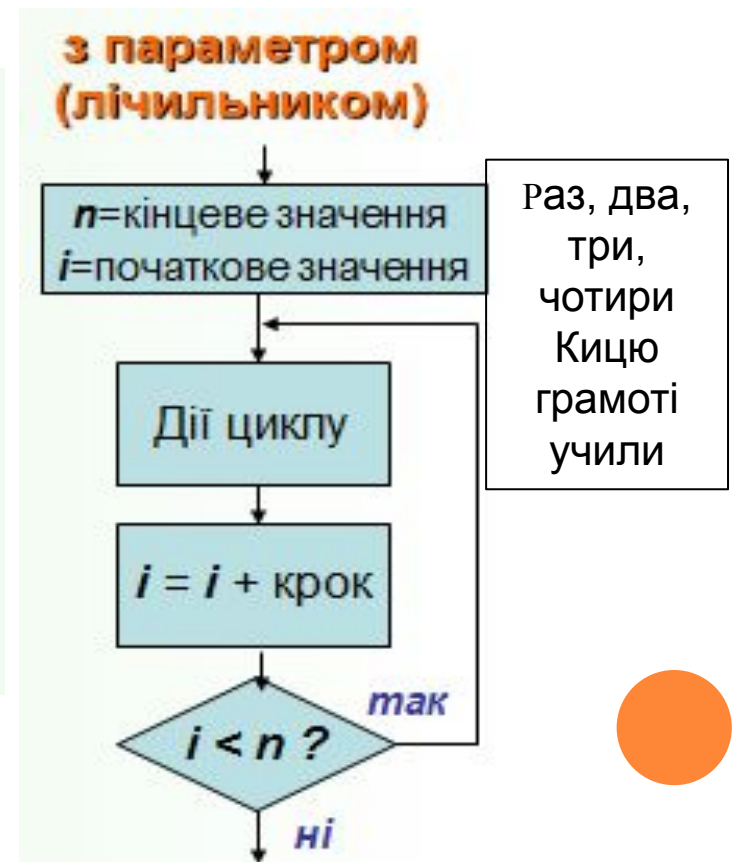 з параметром
(лічильником)
n=кінцеве значення
i=початкове значення
Раз, два,
три,
чотири
Кицю
грамоті
учили
Дії циклу
i = i + крок
так
i < n ?
ні